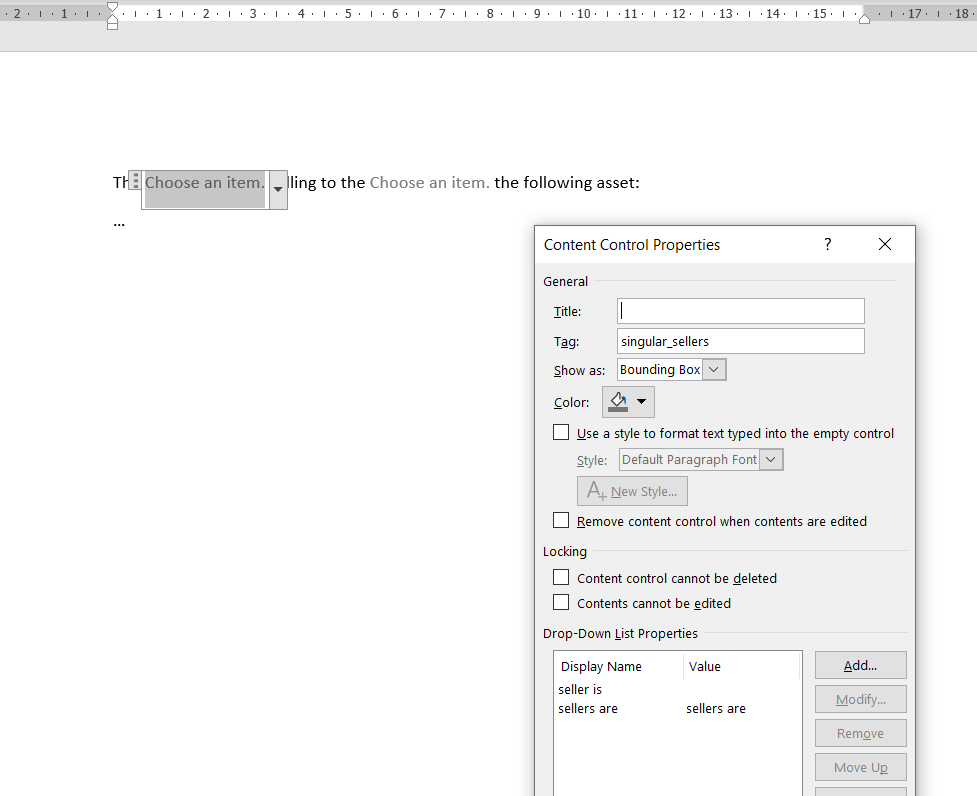 2 1 1 2 3 4 5 6 7 8 9 10 11 12 13 14 15 17 18
Th Choose an item. lling to the Choose an item. the following asset:
...
Content Control Properties ?
General
Title:
Tag: singular_sellers
Show as: Bounding Box
Color:
Use a style to format text typed into the empty control
Style: Default Paragraph Font
New Style...
Remove content control when contents are edited
Locking
Content control cannot be deleted
Contents cannot be edited
Drop-Down List Properties
Display Name Value Add...
seller is
sellers are sellers are
Modify...
Remove
Move Up